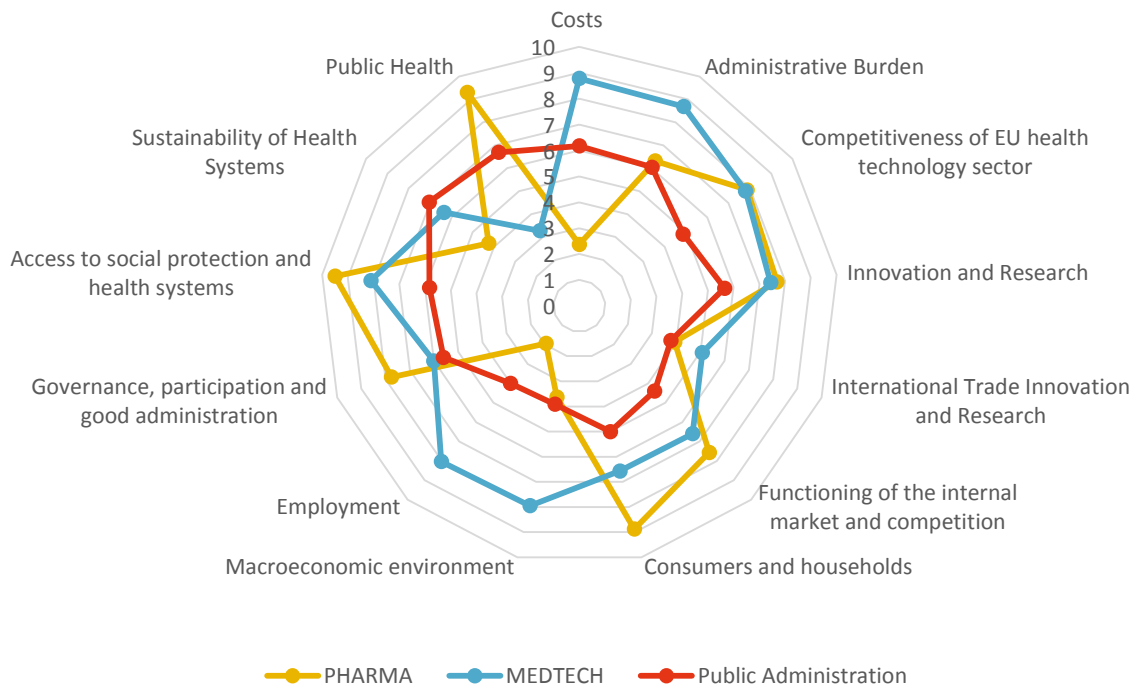 Costs
Administrative Burden
Competitiveness of EU health
technology sector
Innovation and Research
International Trade Innovation
and Research
Functioning of the internal
market and competition
Consumers and households
Macroeconomic environment
Employment
Governance, participation and
good administration
Access to social protection and
health systems
Sustainability of Health
Systems
Public Health
10
9
8
7
6
5
4
3
2
1
0
PHARMA
MEDTECH
Public Administration